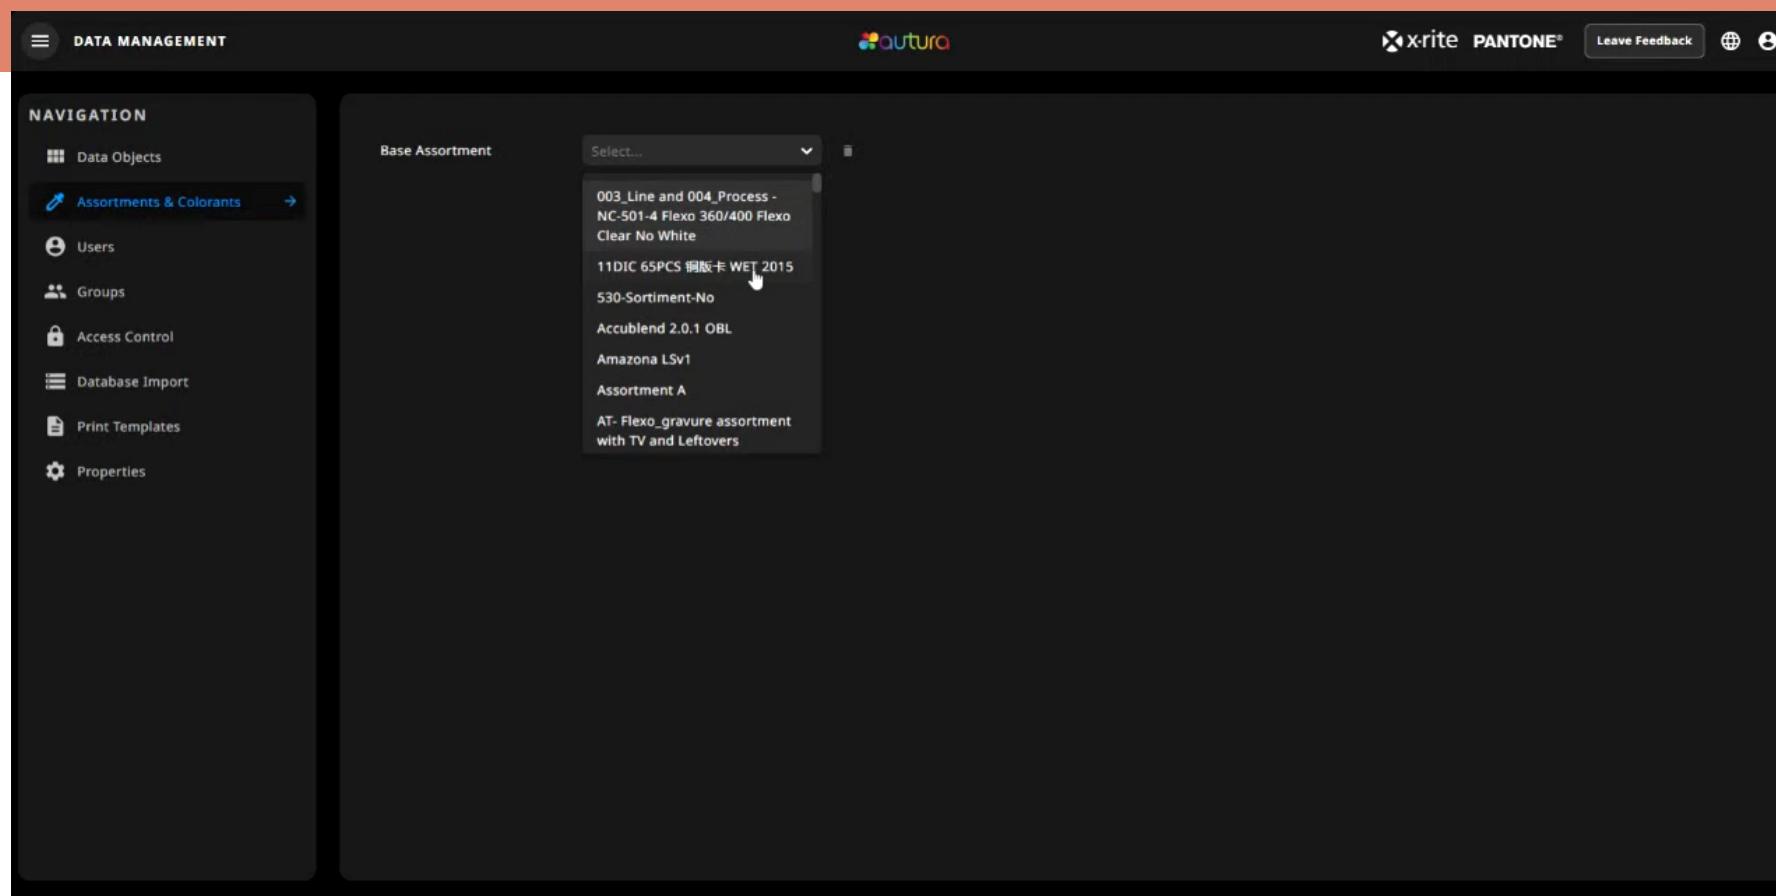 DATA MANAGEMENT
autura
x·rite PANTONE®
Leave Feedback
NAVIGATION
Data Objects
Assortments & Colorants
Users
Groups
Access Control
Database Import
Print Templates
Properties
Base Assortment
Select...
003_Line and 004_Process -
NC-501-4 Flexo 360/400 Flexo
Clear No White
11DIC 65PCS 铜版卡 WET 2015
530-Sortiment-No
Accublend 2.0.1 OBL
Amazona LSv1
Assortment A
AT- Flexo_gravure assortment
with TV and Leftovers